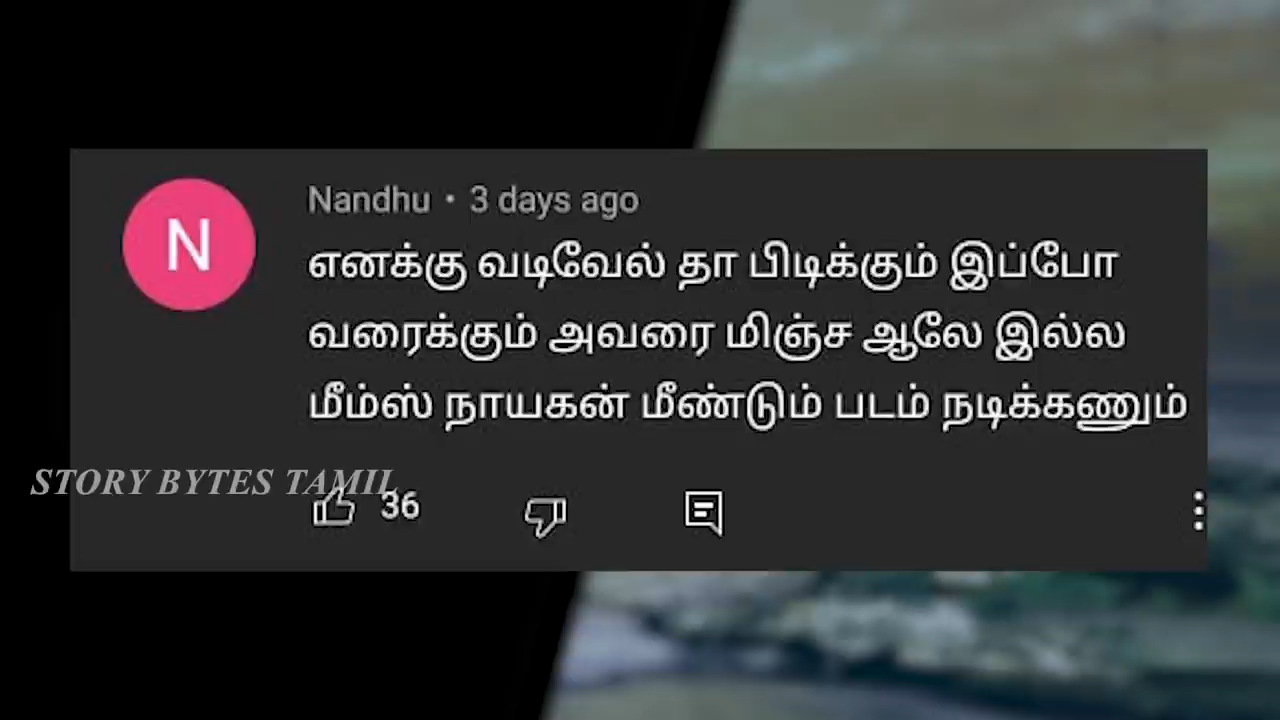 N
Nandhu • 3 days ago
எனக்கு வடிவேல் தா பிடிக்கும் இப்போ
வரைக்கும் அவரை மிஞ்ச ஆலே இல்ல
மீம்ஸ் நாயகன் மீண்டும் படம் நடிக்கணும்
STORY BYTES TAMIL
36